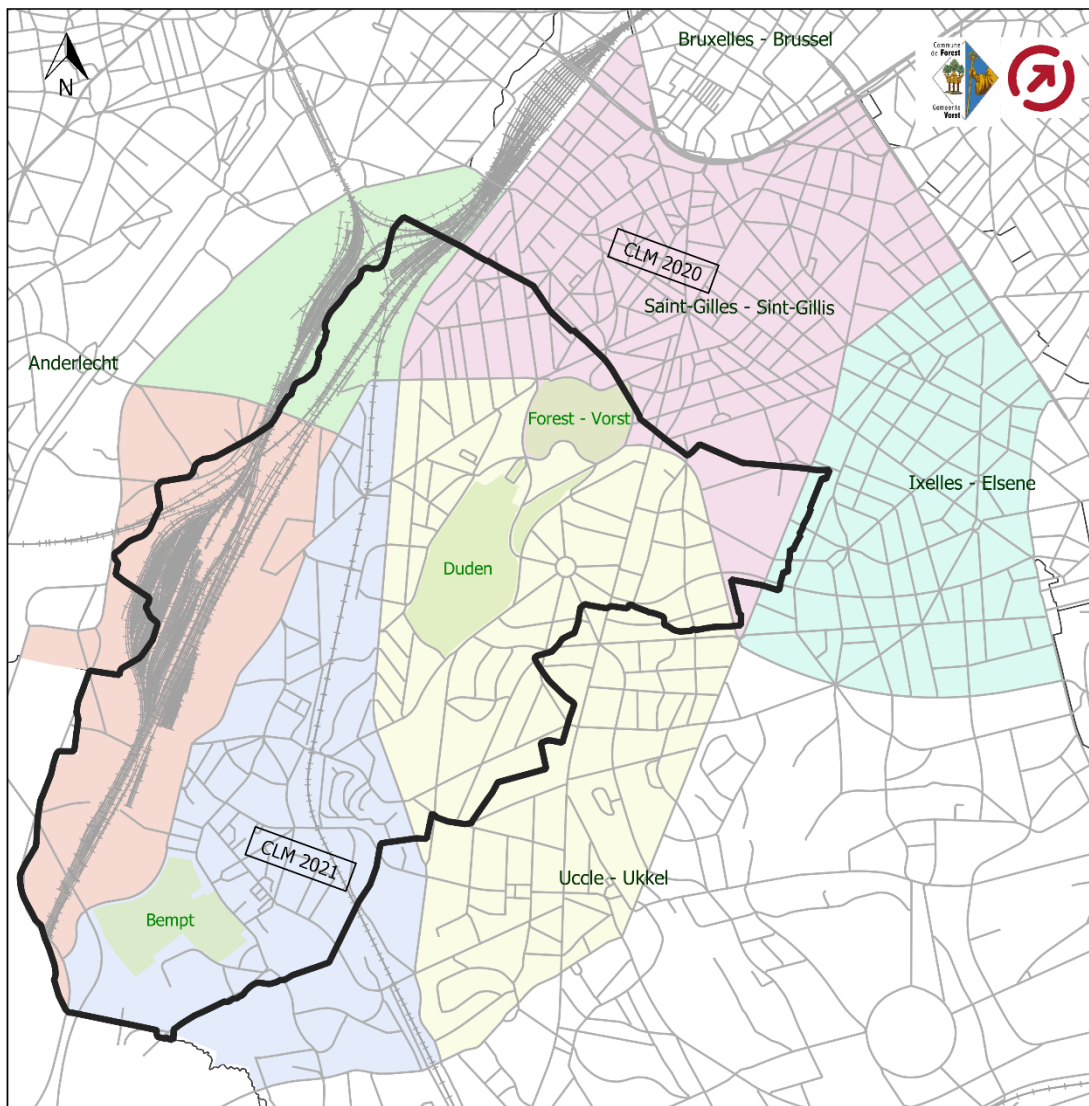 Bruxelles - Brussel
Commune
de Forest
Gemeente
Vorst
N
CLM 2020
Saint-Gilles - Sint-Gillis
Anderlecht
Forest - Vorst
Ixelles - Elsene
Duden
CLM 2021
Uccle - Ukkel
Bempt